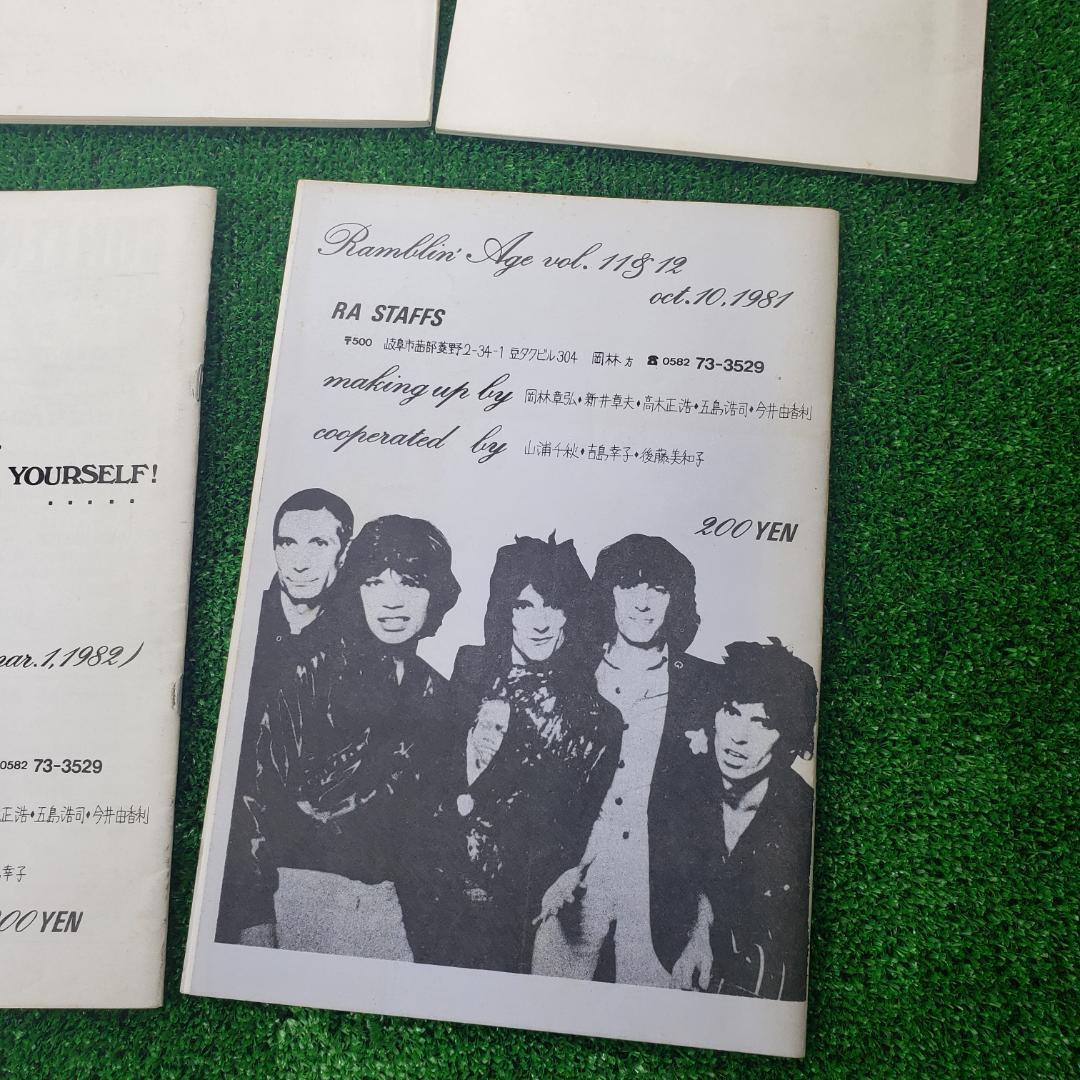 Ramblin' Age vol. 11&12
oct.10,1981
RA STAFFS
〒500 岐阜市茜部菱野2-34-1 豆タクビル304 岡林方 ☎0582 73-3529
making up by 岡林章弘♦新井章夫♦高木正浩♦五島浩司♦今井由香利
cooperated by 山浦千秋♦吉島幸子♦後藤美和子
200 YEN
YOURSELF!
.....
mar.1,1982)
0582 73-3529
正浩♦五島浩司♦今井由香利
幸子
00 YEN